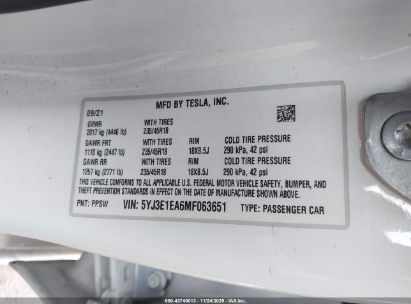 MFD BY TESLA, INC.
09/21
GVWR WITH TIRES
2017 kg (4446 lb) 235/45R18
GAWR FRT WITH TIRES RIM COLD TIRE PRESSURE
1110 kg (2447 lb) 235/45R18 18X8.5J 290 kPa, 42 psi
GAWR RR WITH TIRES RIM COLD TIRE PRESSURE
1257 kg (2771 lb) 235/45R18 18X8.5J 290 kPa, 42 psi
THIS VEHICLE CONFORMS TO ALL APPLICABLE U.S. FEDERAL MOTOR VEHICLE SAFETY, BUMPER, AND
THEFT PREVENTION STANDARDS IN EFFECT ON THE DATE OF MANUFACTURE SHOWN ABOVE.
PNT: PPSW VIN: 5YJ3E1EA6MF063651 TYPE: PASSENGER CAR